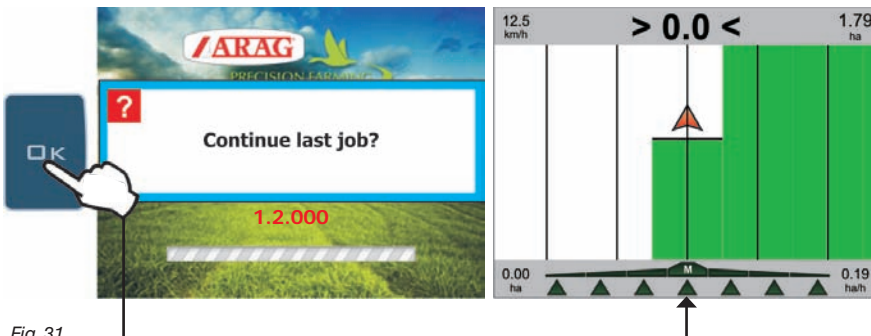 ARAG
PRECISION FARMING
?
Continue last job?
OK
1.2.000
12.5
km/h
> 0.0 <
1.79
ha
0.00
ha
M
0.19
ha/h
Fig. 31